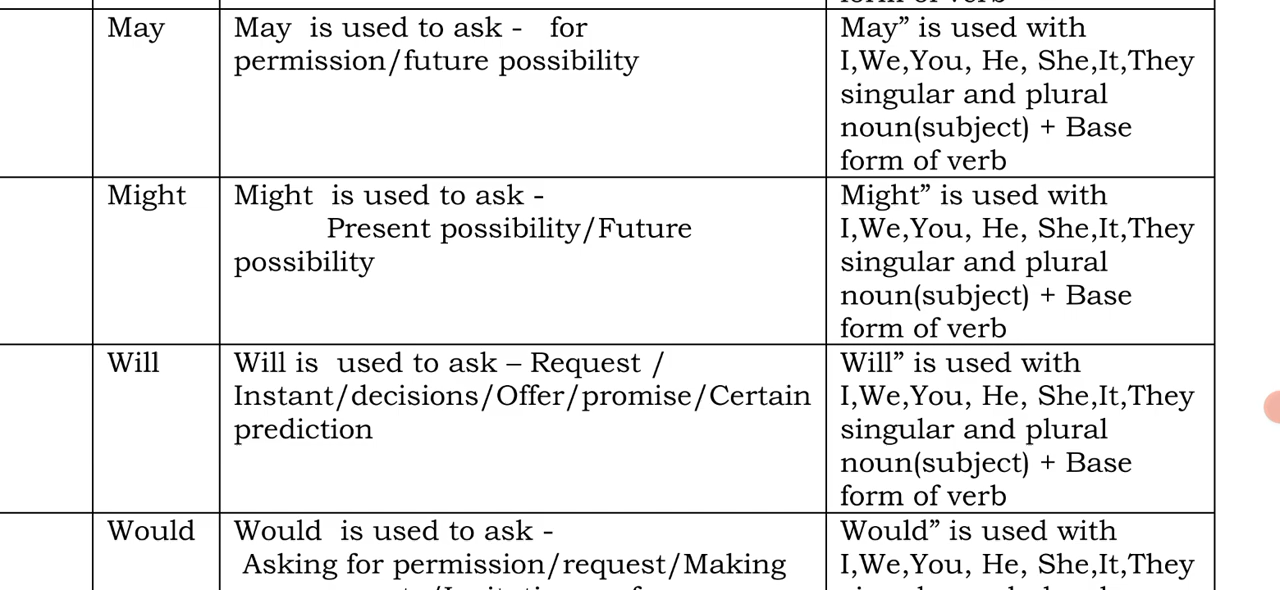 form of verb
May
May is used to ask - for
permission/future possibility
May” is used with
I,We,You, He, She,It,They
singular and plural
noun(subject) + Base
form of verb
Might
Might is used to ask -
Present possibility/Future
possibility
Might” is used with
I,We,You, He, She,It,They
singular and plural
noun(subject) + Base
form of verb
Will
Will is used to ask – Request /
Instant/decisions/Offer/promise/Certain
prediction
Will” is used with
I,We,You, He, She,It,They
singular and plural
noun(subject) + Base
form of verb
Would
Would is used to ask -
Asking for permission/request/Making
Would” is used with
I,We,You, He, She,It,They